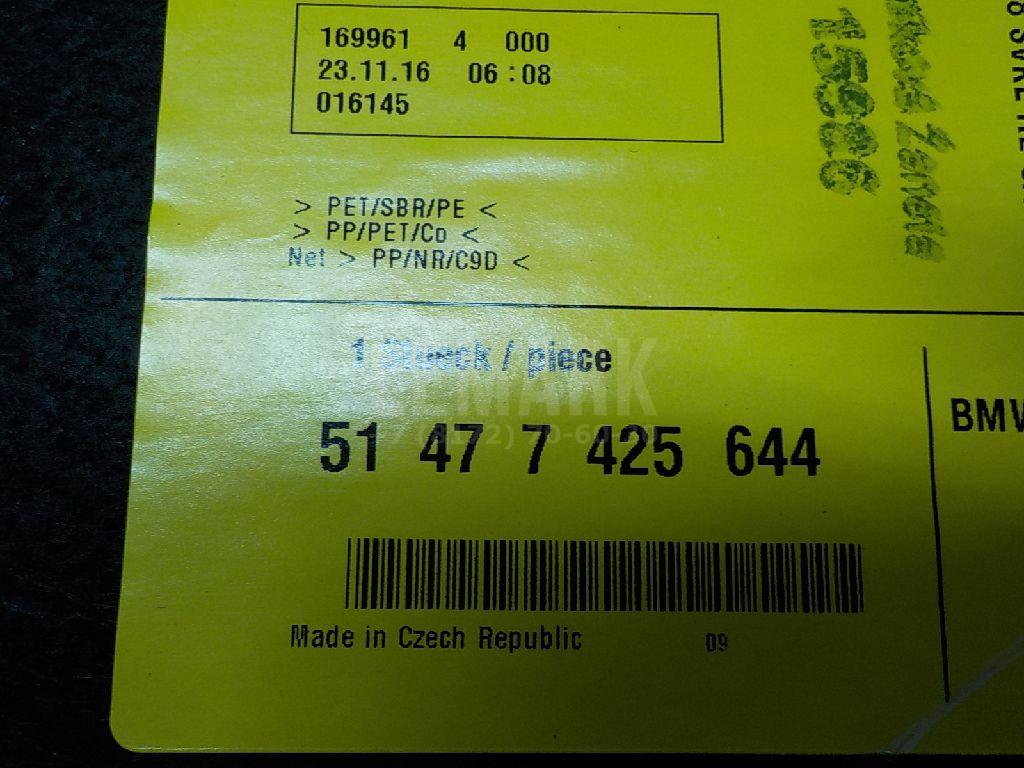 169961 4 000
23.11.16 06:08
016145
15986
> PET/SBR/PE <
> PP/PET/Co <
Net > PP/NR/C9D <
1 Stueck / piece
51 47 7 425 644
BMW
Made in Czech Republic 09